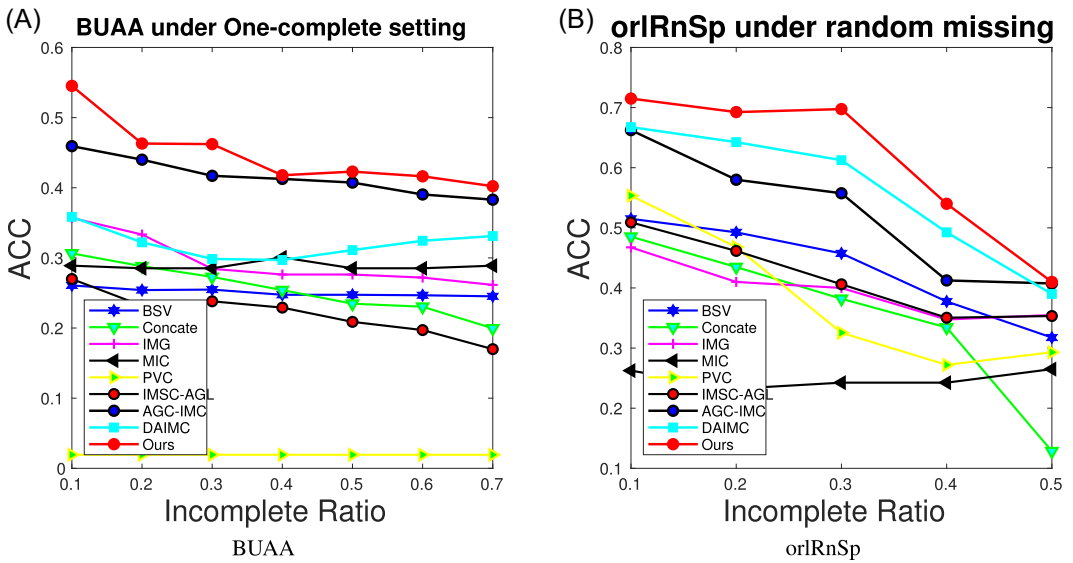 (A)
BUAA under One-complete setting
0.6
0.5
0.4
0.3
0.2
0.1
0
ACC
BSV
Concate
IMG
MIC
PVC
IMSC-AGL
AGC-IMC
DAIMC
Ours
0.1 0.2 0.3 0.4 0.5 0.6 0.7
Incomplete Ratio
BUAA
(B)
orlRnSp under random missing
0.8
0.7
0.6
0.5
0.4
0.3
0.2
0.1
ACC
BSV
Concate
IMG
MIC
PVC
IMSC-AGL
AGC-IMC
DAIMC
Ours
0.1 0.2 0.3 0.4 0.5
Incomplete Ratio
orlRnSp